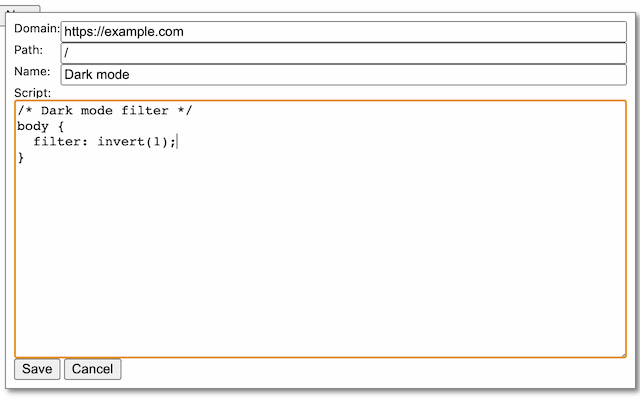 Domain: https://example.com
Path: /
Name: Dark mode
Script:
/* Dark mode filter */
body {
  filter: invert(1);
}
Save Cancel